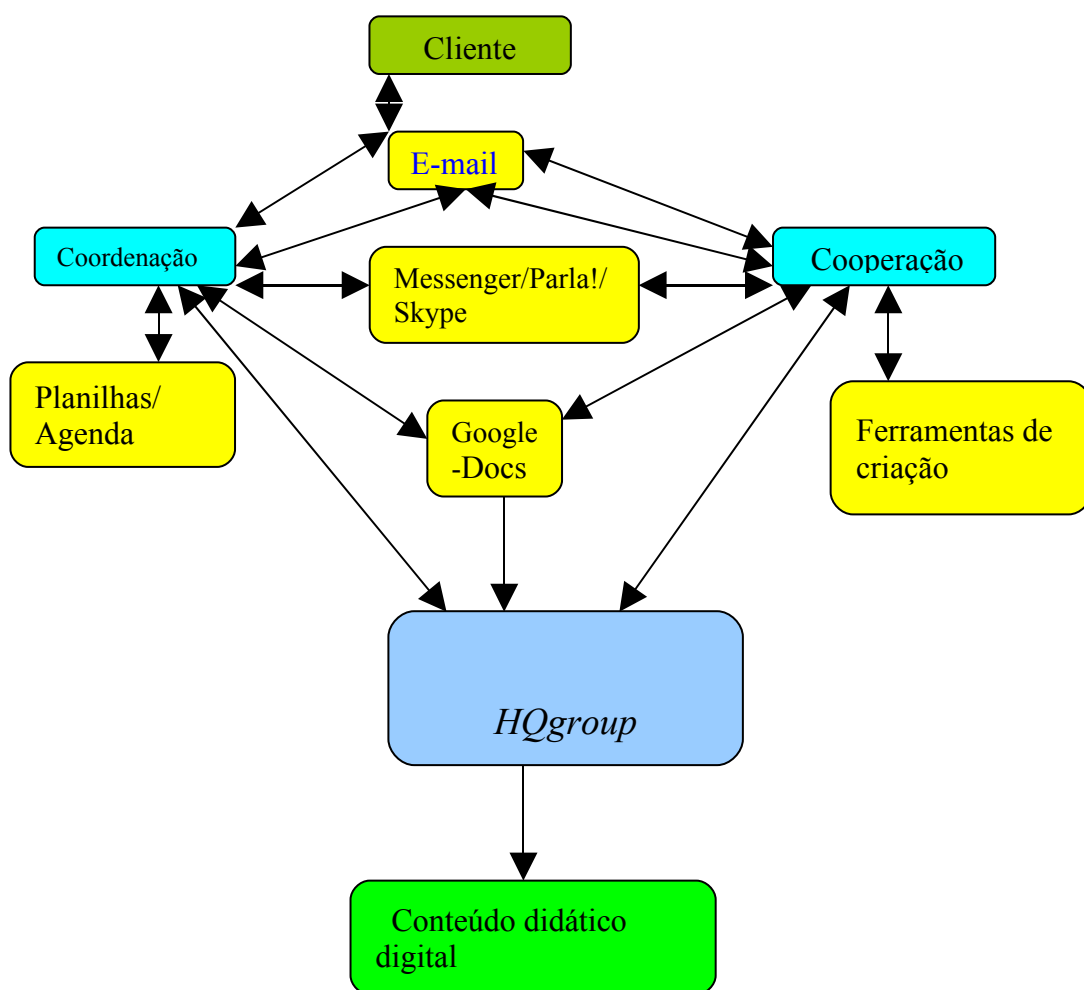 Cliente
E-mail
Coordenação
Messenger/Parla!/
Skype
Cooperação
Planilhas/
Agenda
Google
-Docs
Ferramentas de
criação
HQgroup
Conteúdo didático
digital